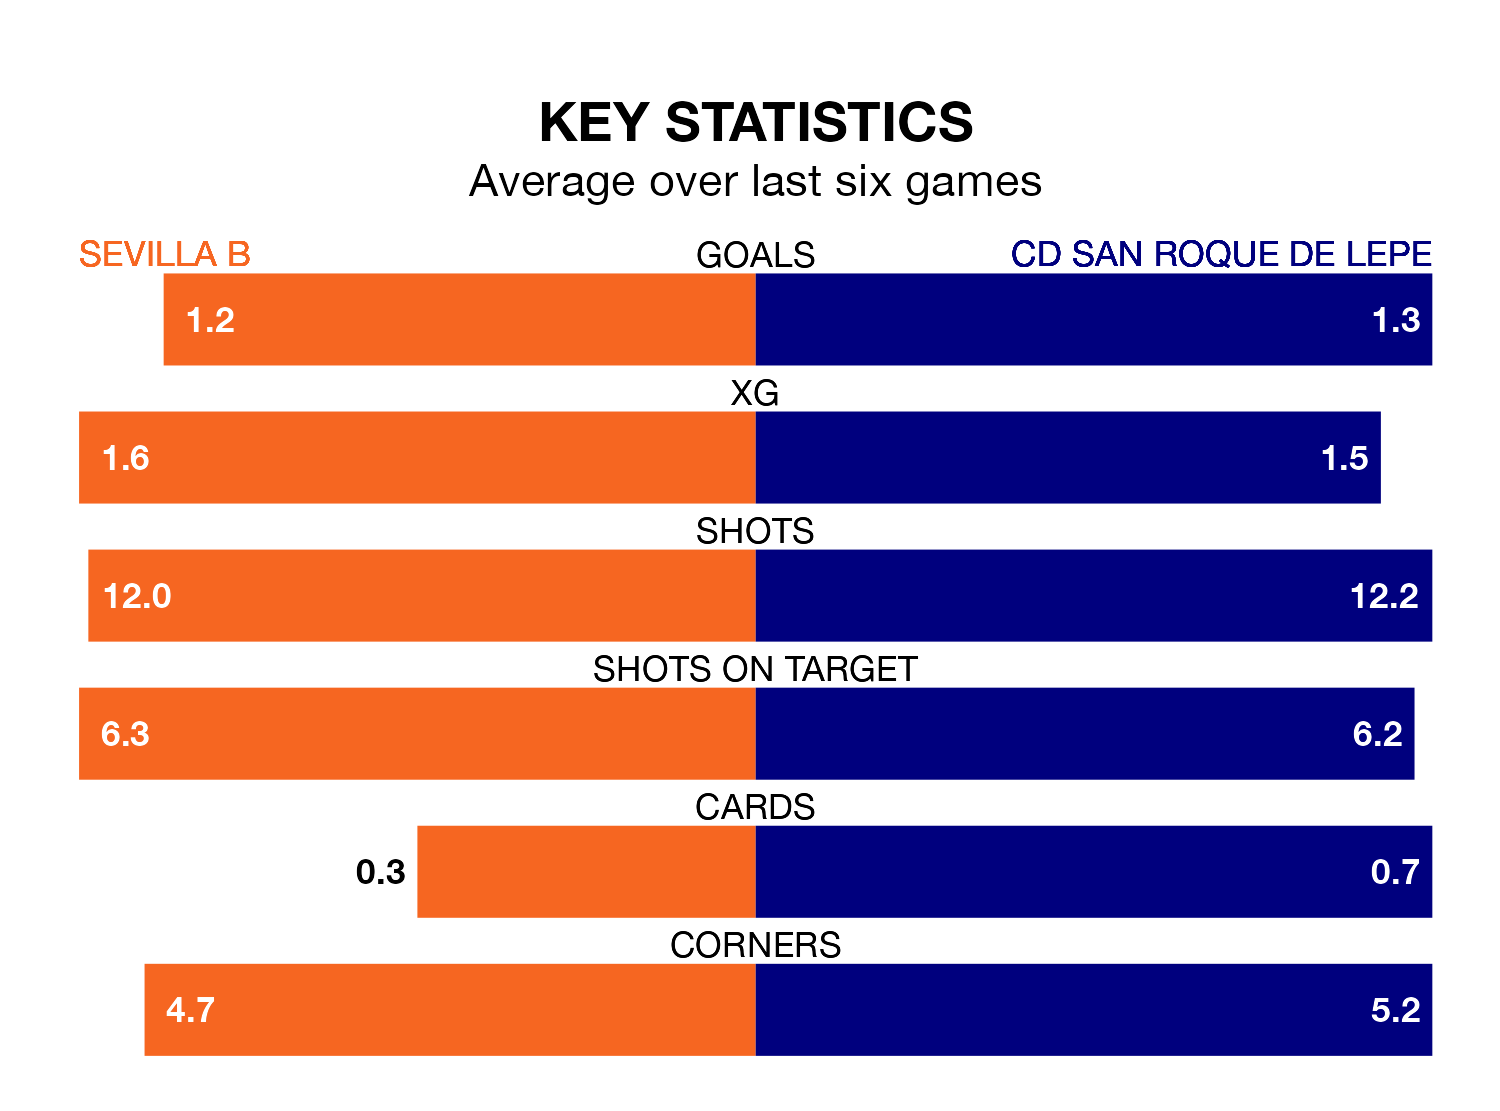 KEY STATISTICS
Average over last six games
SEVILLA B GOALS CD SAN ROQUE DE LEPE
1.2 1.3
XG
1.6 1.5
SHOTS
12.0 12.2
SHOTS ON TARGET
6.3 6.2
CARDS
0.3 0.7
CORNERS
4.7 5.2